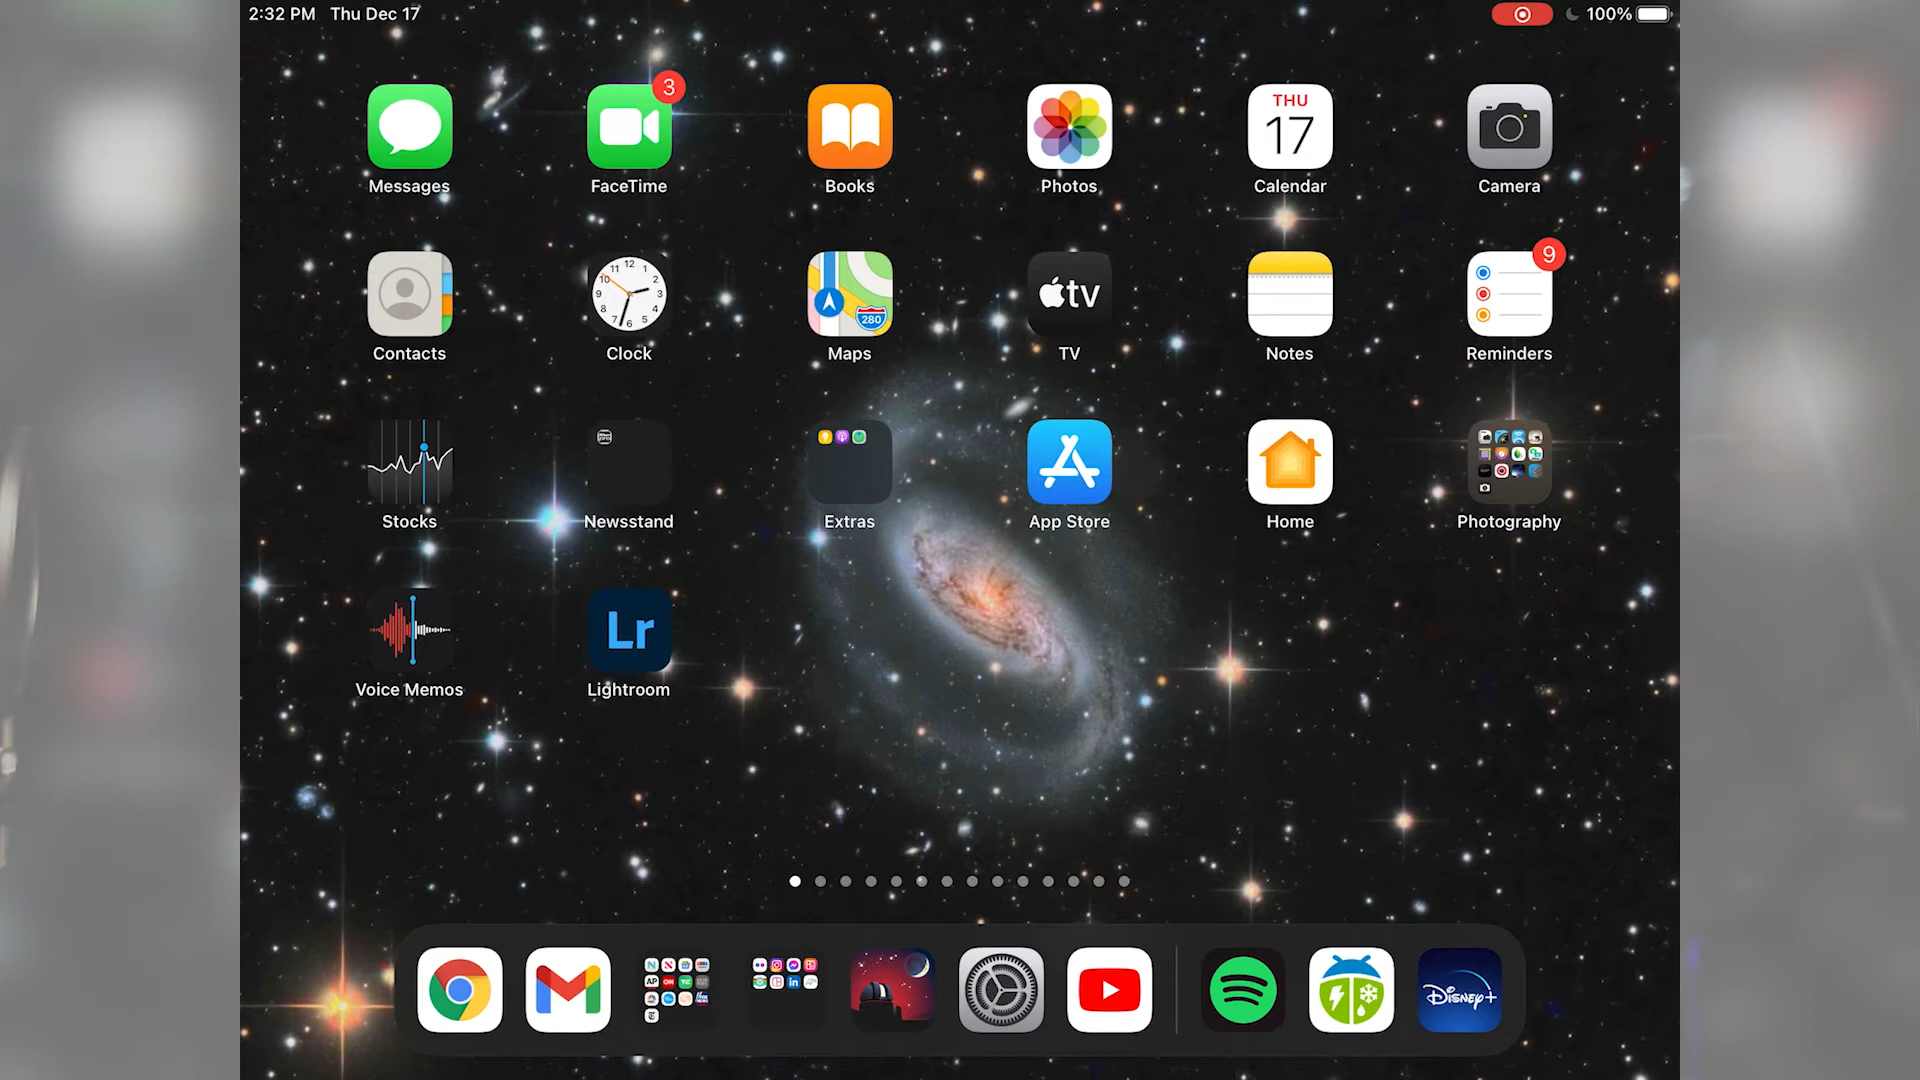 2:32 PM Thu Dec 17
100%
3
THU
17
Messages
FaceTime
Books
Photos
Calendar
Camera
9
tv
280
Contacts
Clock
Maps
TV
Notes
Reminders
Stocks
Newsstand
Extras
App Store
Home
Photography
Lr
Voice Memos
Lightroom
Disney+